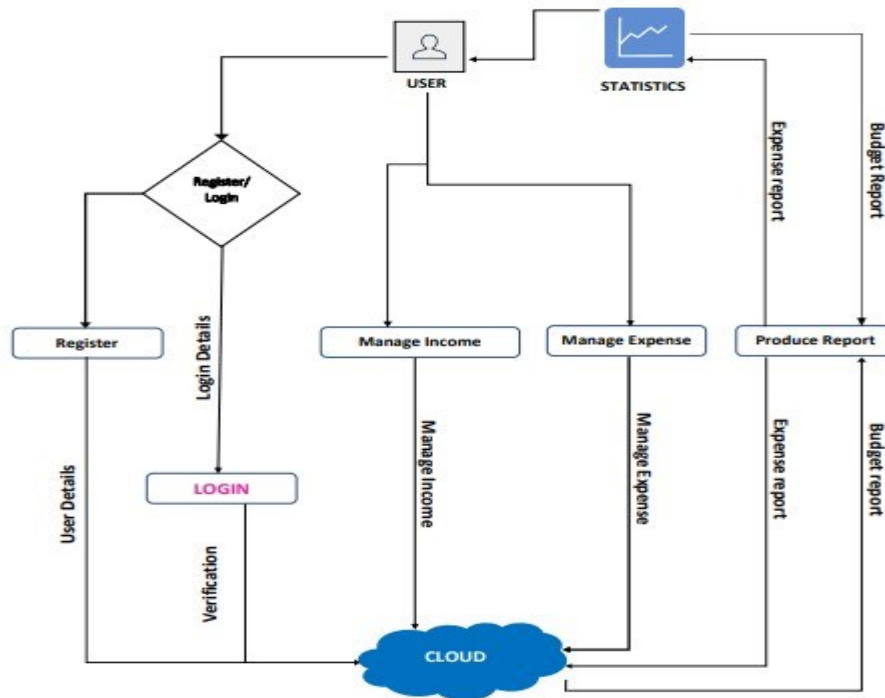 USER
STATISTICS
Register/
Login
Expense report
Budget Report
Register
Login Details
Manage Income
Manage Expense
Produce Report
User Details
LOGIN
Verification
Manage Income
Manage Expense
Expense report
Budget report
CLOUD